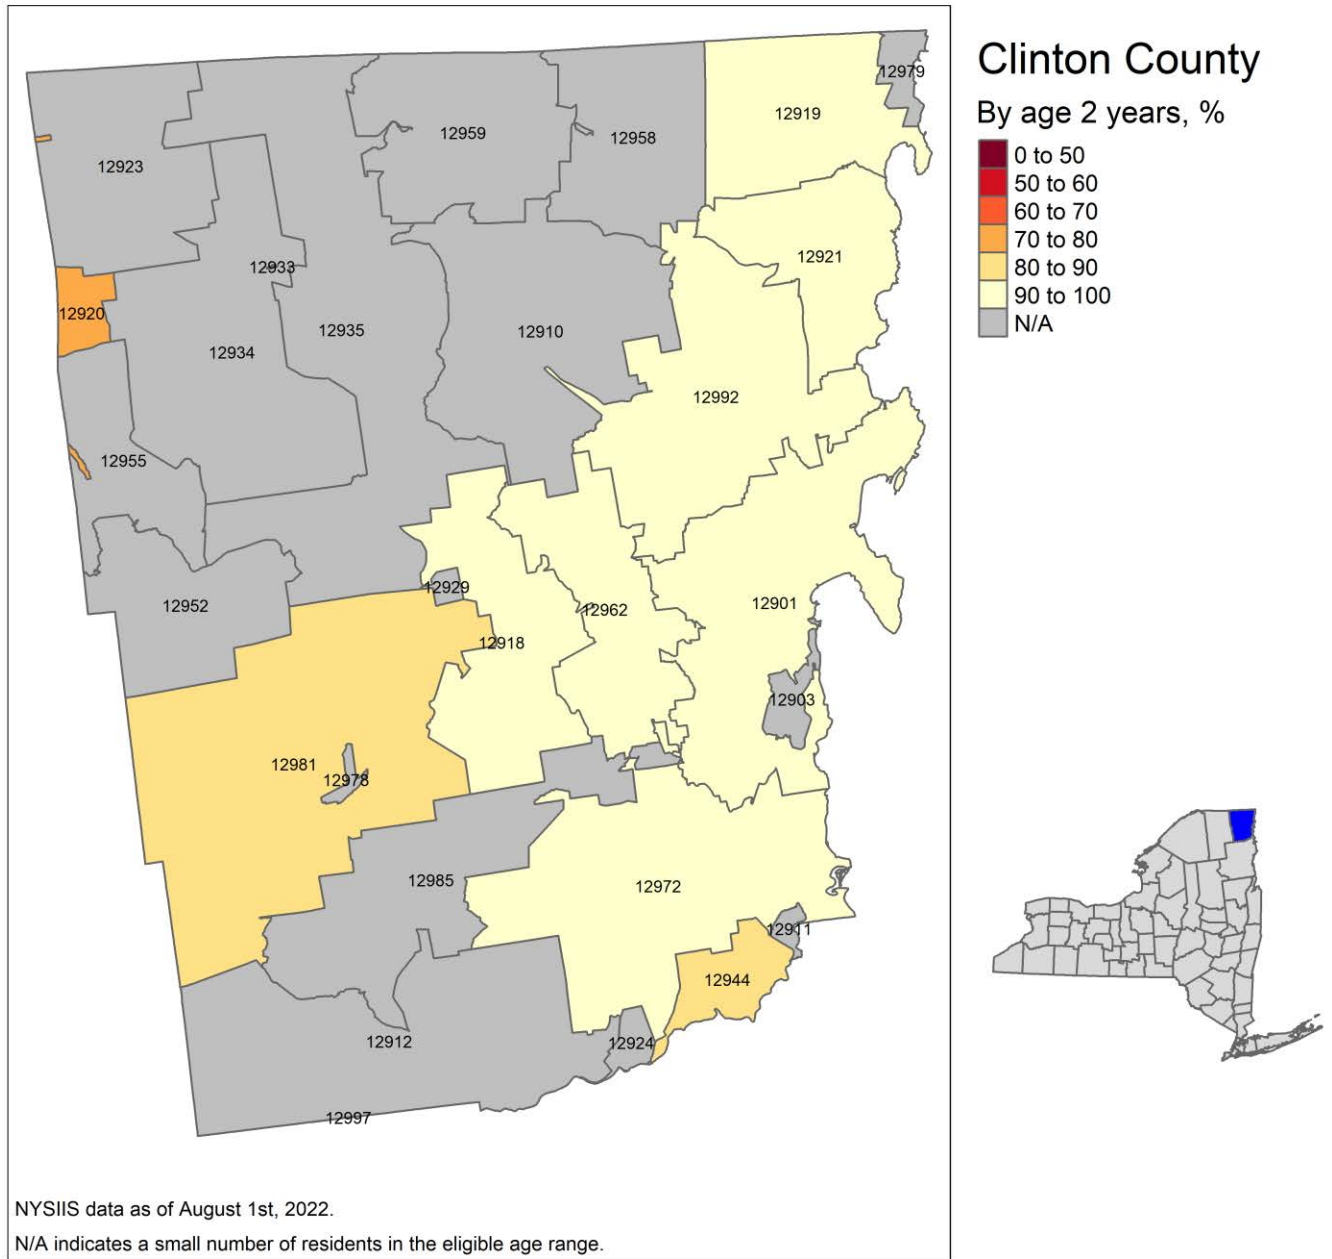 Clinton County
By age 2 years, %
0 to 50
50 to 60
60 to 70
70 to 80
80 to 90
90 to 100
N/A
12979
12919
12959
12958
12923
12921
12933
12920
12935
12910
12934
12992
12955
12929
12952
12962
12901
12918
12903
12981
12978
12985
12972
12911
12944
12912
12924
12997
NYSIIS data as of August 1st, 2022.
N/A indicates a small number of residents in the eligible age range.